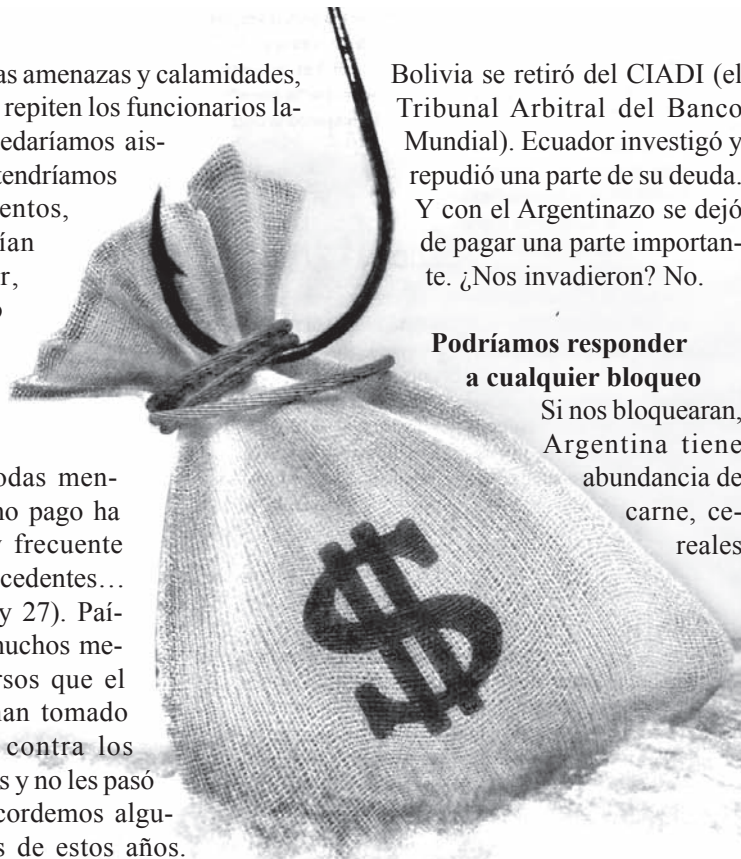 as amenazas y calamidades,
repiten los funcionarios la-
edaríamos ais-
tendríamos
entos,
ían
r,
o
odas men-
no pago ha
y frecuente
cedentes…
y 27). Paí-
muchos me-
rsos que el
han tomado
contra los
s y no les pasó
cordemos algu-
s de estos años.
$
Bolivia se retiró del CIADI (el
Tribunal Arbitral del Banco
Mundial). Ecuador investigó y
repudió una parte de su deuda.
Y con el Argentinazo se dejó
de pagar una parte importan-
te. ¿Nos invadieron? No.
Podríamos responder
a cualquier bloqueo
Si nos bloquearan,
Argentina tiene
abundancia de
carne, ce-
reales